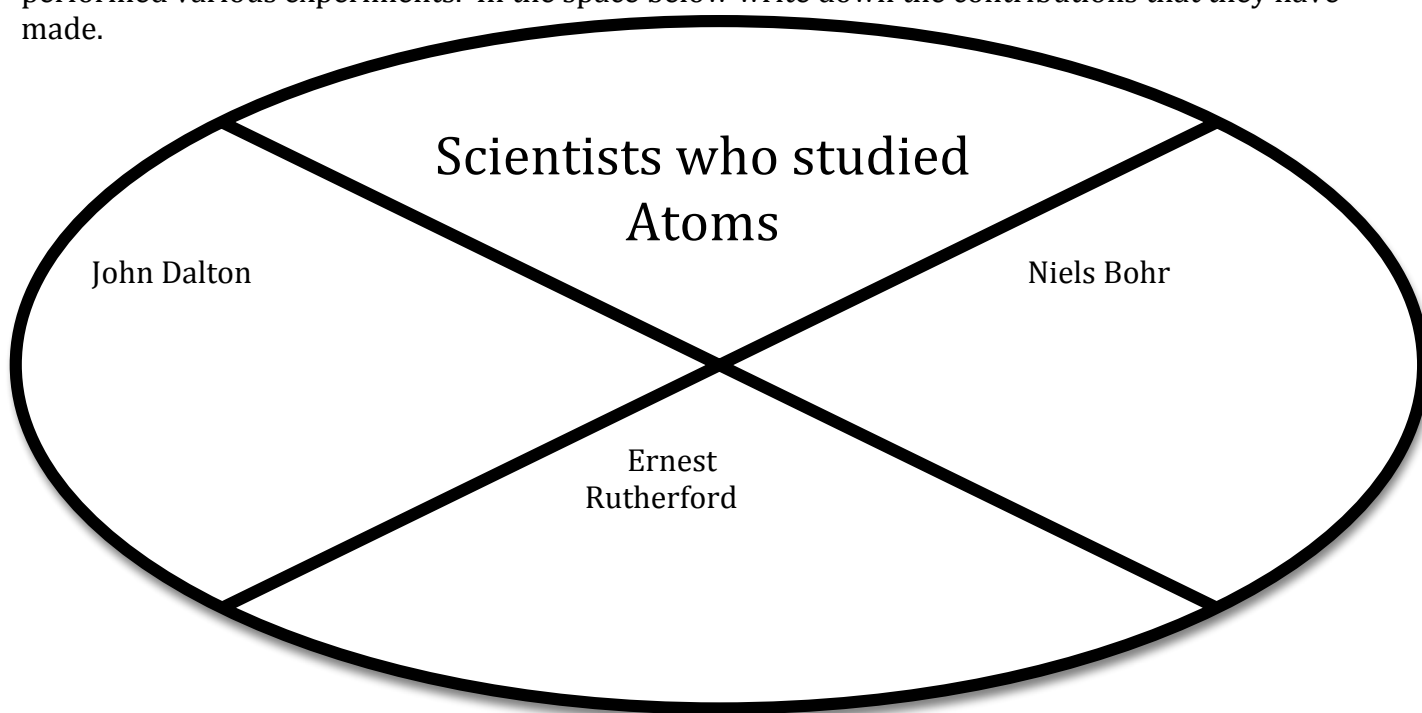 performed various experiments. In the space below write down the contributions that they have
made.
Scientists who studied
Atoms
John Dalton
Niels Bohr
Ernest
Rutherford